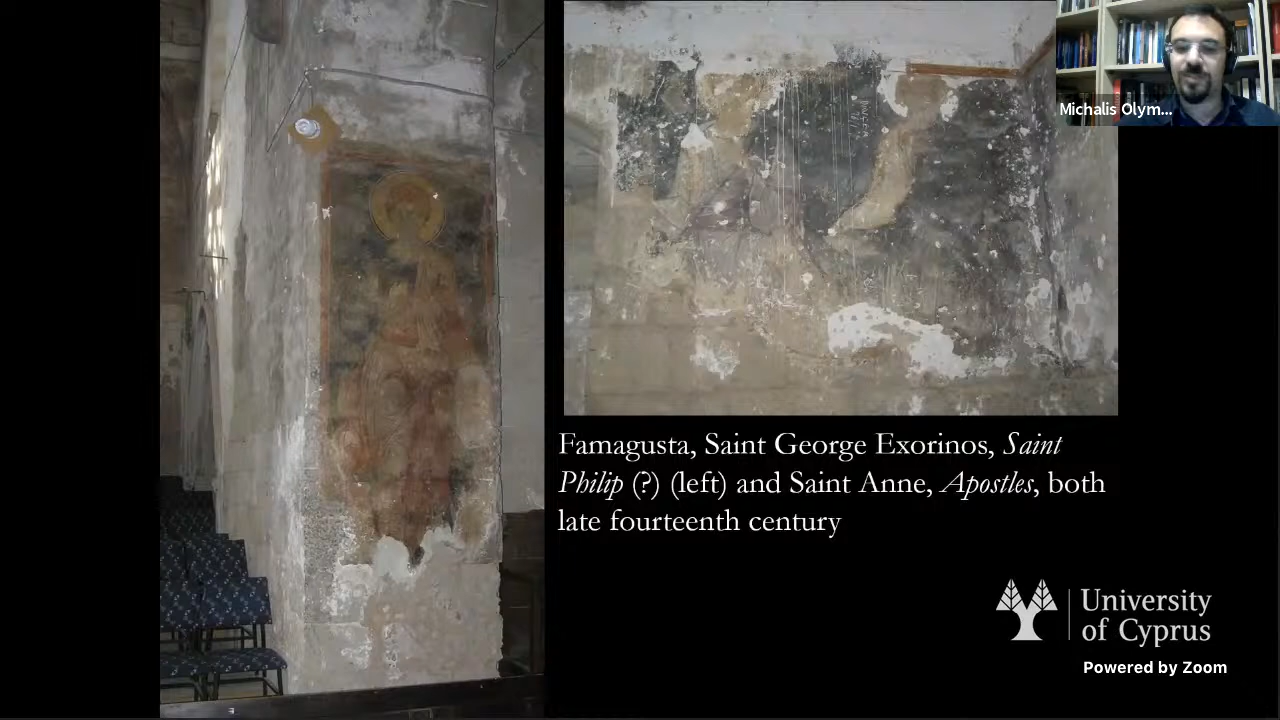 Michalis Olym...
Famagusta, Saint George Exorinos, Saint
Philip (?) (left) and Saint Anne, Apostles, both
late fourteenth century
University
of Cyprus
Powered by Zoom